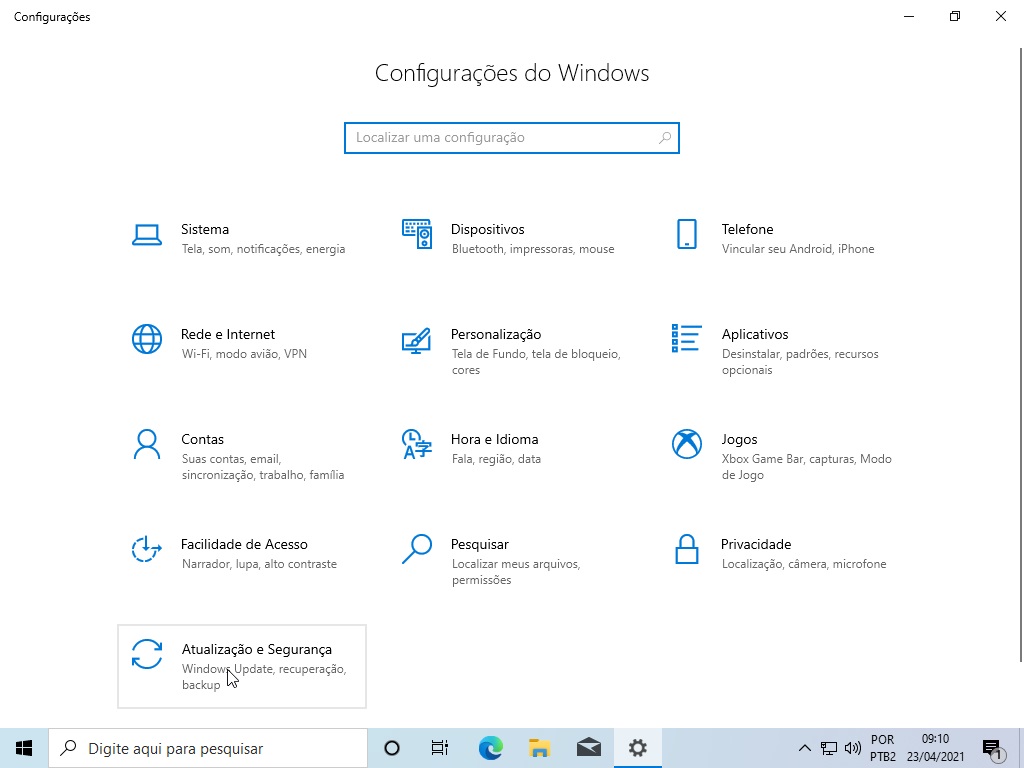 Configurações
Configurações do Windows
Localizar uma configuração
Sistema
Tela, som, notificações, energia
Dispositivos
Bluetooth, impressoras, mouse
Telefone
Vincular seu Android, iPhone
Rede e Internet
Wi-Fi, modo avião, VPN
Personalização
Tela de Fundo, tela de bloqueio,
cores
Aplicativos
Desinstalar, padrões, recursos
opcionais
Contas
Suas contas, email,
sincronização, trabalho, família
Hora e Idioma
Fala, região, data
Jogos
Xbox Game Bar, capturas, Modo
de Jogo
Facilidade de Acesso
Narrador, lupa, alto contraste
Pesquisar
Localizar meus arquivos,
permissões
Privacidade
Localização, câmera, microfone
Atualização e Segurança
Windows Update, recuperação,
backup
Digite aqui para pesquisar
POR
PTB2
09:10
23/04/2021
1